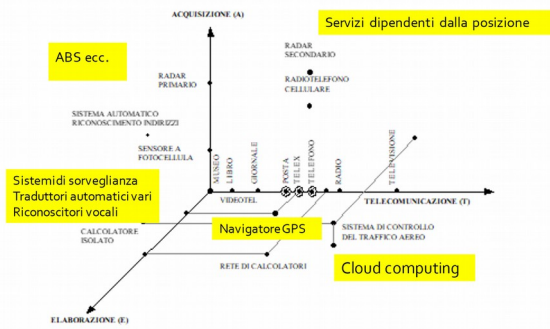 ACQUISIZIONE (A)
Servizi dipendenti dalla posizione
ABS ecc.
RADAR
SECONDARIO
RADAR
PRIMARIO
RADIOTELEFONO
CELLULARE
SISTEMA AUTOMATICO
RICONOSCIMENTO INDIRIZZI
SENSORE A
FOTOCELLULA
MUSEO
LIBRO
GIORNALE
POSTA
TELEX
TELEFONO
RADIO
TELEVISIONE
Sistemi di sorveglianza
Traduttori automatici vari
Riconoscitori vocali
VIDEOTEL
TELECOMUNICAZIONE (T)
CALCOLATORE
ISOLATO
Navigatore GPS
SISTEMA DI CONTROLLO
DEL TRAFFICO AEREO
RETE DI CALCOLATORI
Cloud computing
ELABORAZIONE (E)